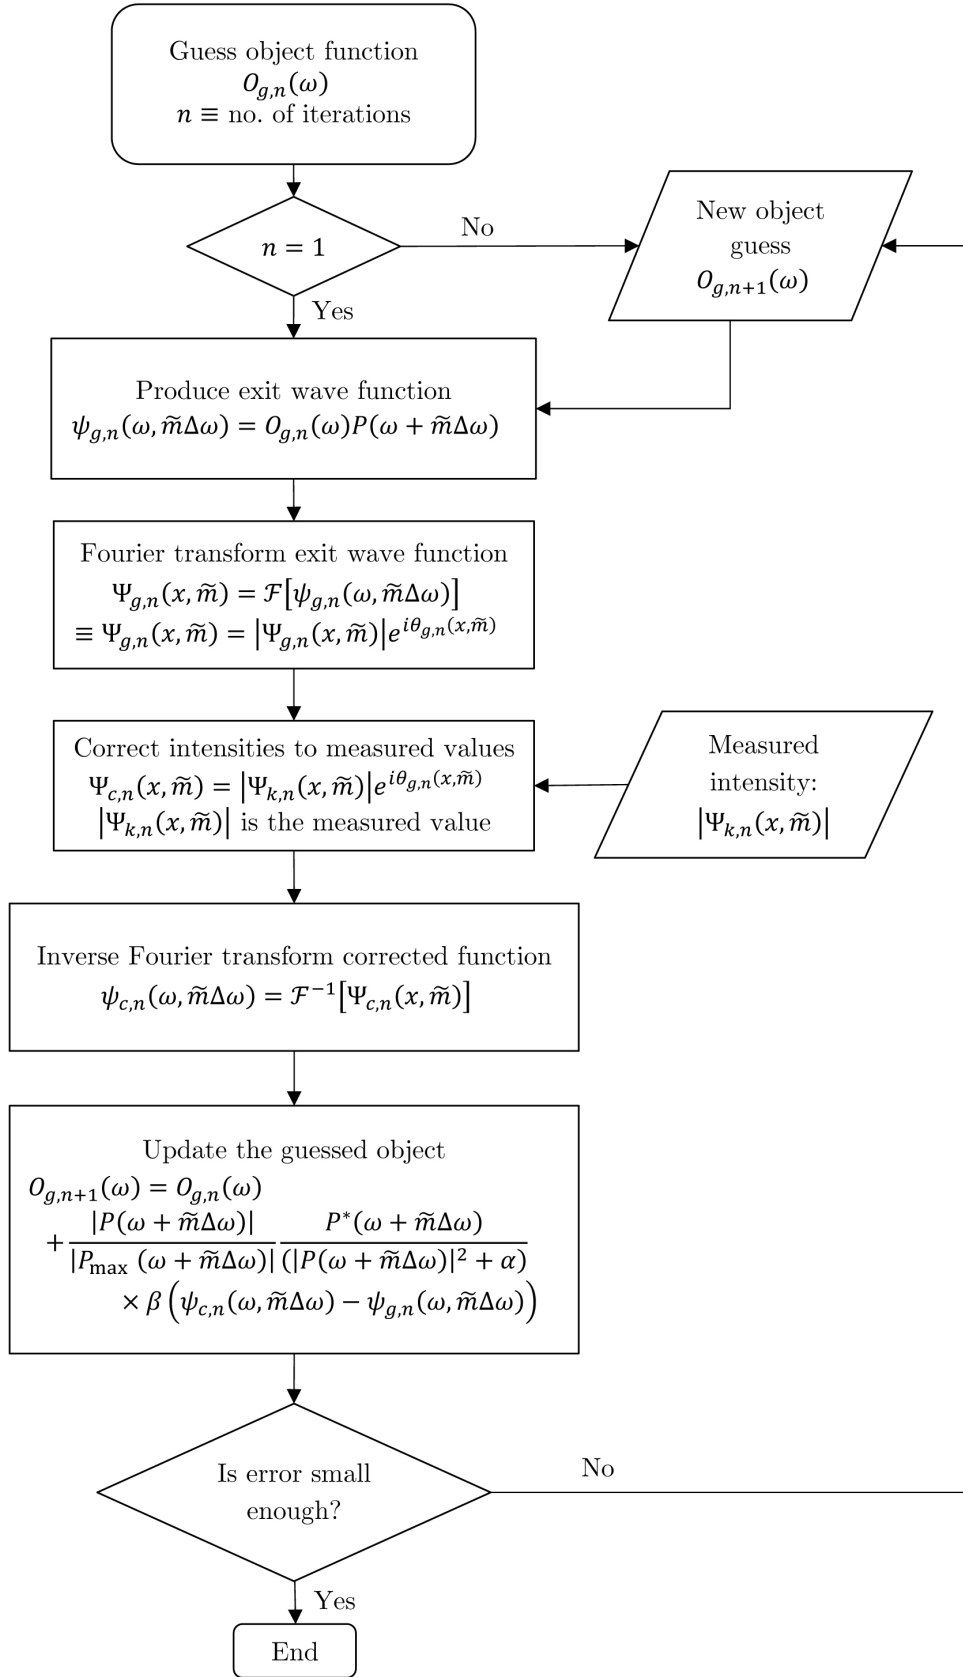 Guess object function
O_{g,n}(ω)
n ≡ no. of iterations
n = 1
No
Yes
New object
guess
O_{g,n+1}(ω)
Produce exit wave function
ψ_{g,n}(ω, m̃Δω) = O_{g,n}(ω)P(ω + m̃Δω)
Fourier transform exit wave function
Ψ_{g,n}(x, m̃) = ℱ[ψ_{g,n}(ω, m̃Δω)]
≡ Ψ_{g,n}(x, m̃) = |Ψ_{g,n}(x, m̃)|e^{iθ_{g,n}(x,m̃)}
Correct intensities to measured values
Ψ_{c,n}(x, m̃) = |Ψ_{k,n}(x, m̃)|e^{iθ_{g,n}(x,m̃)}
|Ψ_{k,n}(x, m̃)| is the measured value
Measured
intensity:
|Ψ_{k,n}(x, m̃)|
Inverse Fourier transform corrected function
ψ_{c,n}(ω, m̃Δω) = ℱ^{−1}[Ψ_{c,n}(x, m̃)]
Update the guessed object
O_{g,n+1}(ω) = O_{g,n}(ω)
+ \frac{|P(ω + m̃Δω)|}{|P_{max} (ω + m̃Δω)|} \frac{P^*(ω + m̃Δω)}{(|P(ω + m̃Δω)|^2 + α)}
× β (ψ_{c,n}(ω, m̃Δω) − ψ_{g,n}(ω, m̃Δω))
Is error small
enough?
No
Yes
End